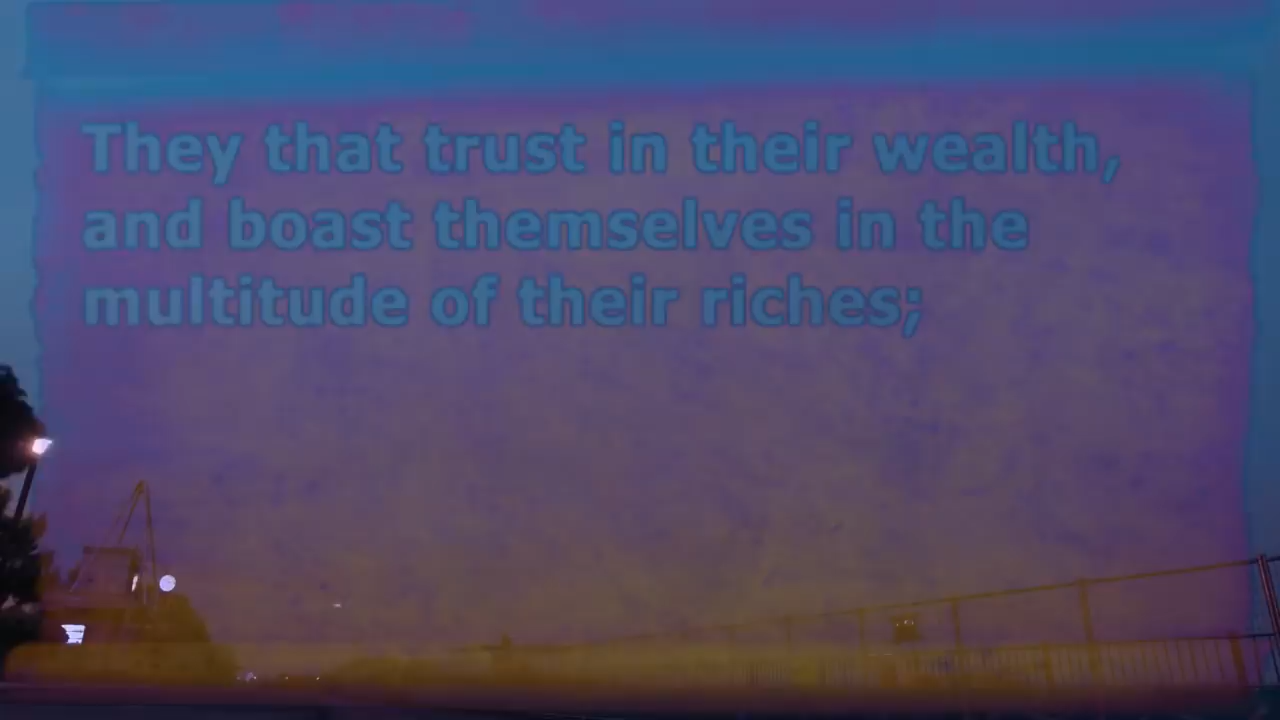 They that trust in their wealth,
and boast themselves in the
multitude of their riches;